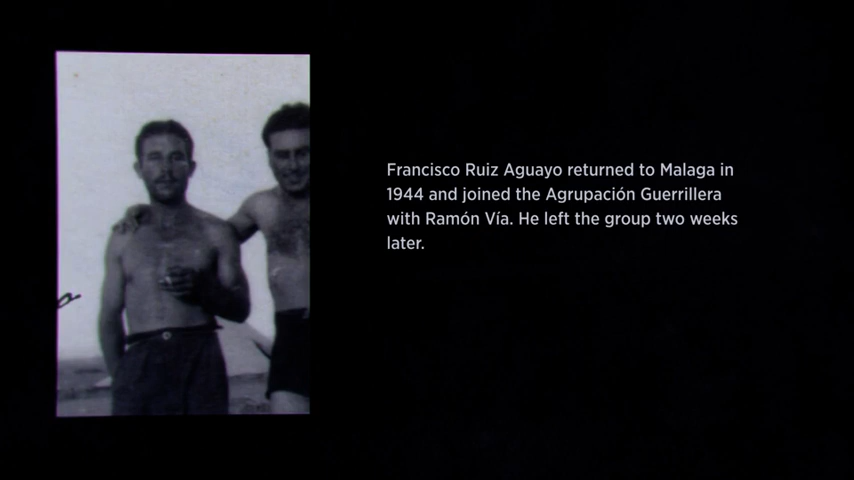 Francisco Ruiz Aguayo returned to Malaga in
1944 and joined the Agrupación Guerrillera
with Ramón Vía. He left the group two weeks
later.